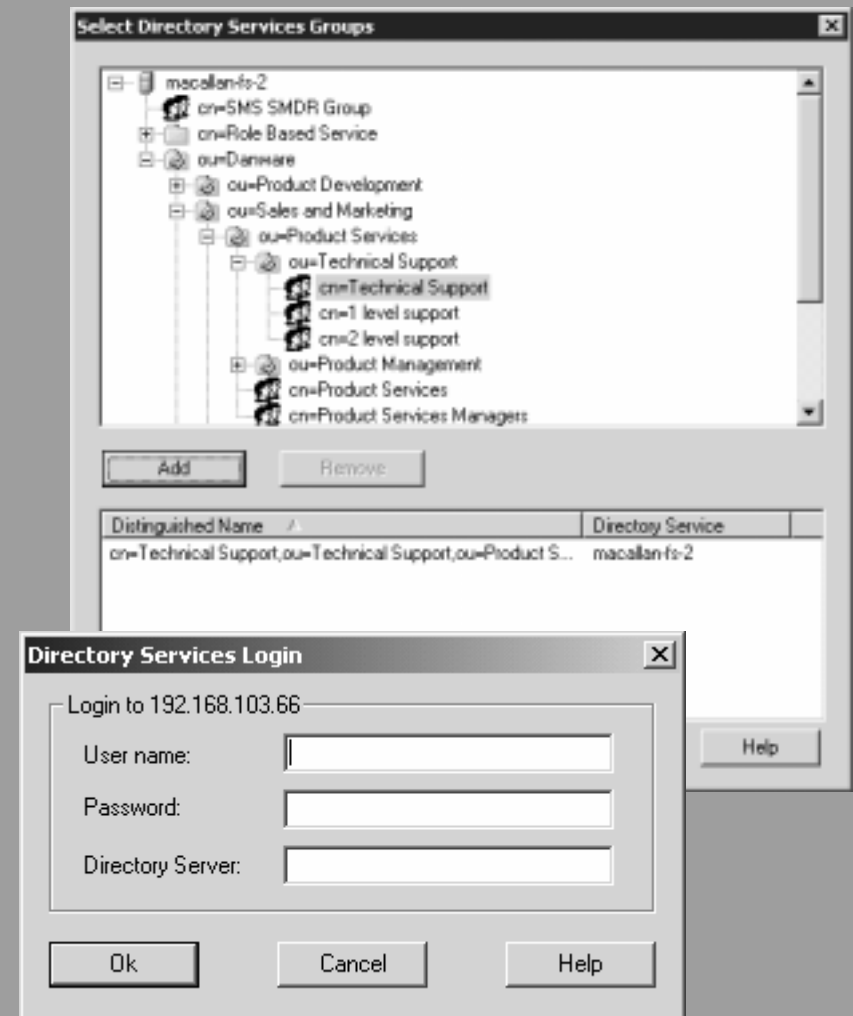 Select Directory Services Groups
macallan-fs-2
cn=SMS SMDR Group
cn=Role Based Service
ou=Danware
ou=Product Development
ou=Sales and Marketing
ou=Product Services
ou=Technical Support
cn=Technical Support
cn=1 level support
cn=2 level support
ou=Product Management
cn=Product Services
cn=Product Services Managers
Add Remove
Distinguished Name Directory Service
cn=Technical Support,ou=Technical Support,ou=Product S... macallan-fs-2
Help
Directory Services Login
Login to 192.168.103.66
User name:
Password:
Directory Server:
Ok Cancel Help